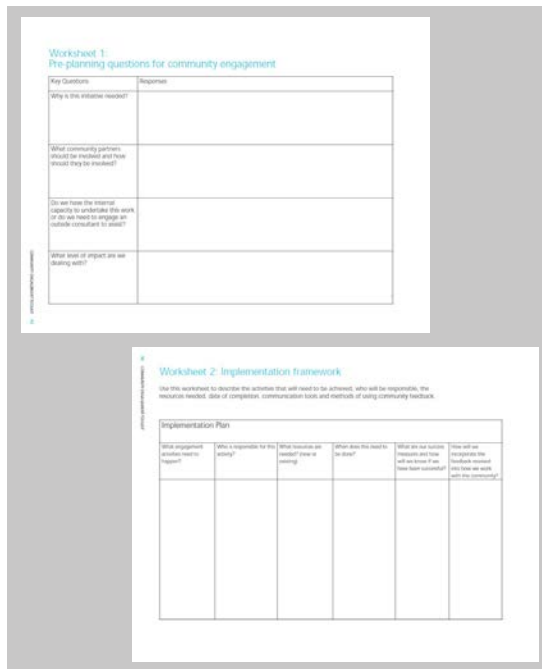 Worksheet 1:
Pre-planning questions for community engagement
Key Questions
Responses
Why is this initiative needed?
What community partners
should be involved and how
should they be involved?
Do we have the internal
capacity to undertake this work
or do we need to engage an
outside consultant to assist?
What level of impact are we
dealing with?
Worksheet 2: Implementation framework
Use this worksheet to describe the activities that will need to be achieved, who will be responsible, the
resources needed, date of completion, communication tools and methods of using community feedback.
Implementation Plan
What engagement
activities need to
happen?
Who is responsible for this
activity?
What resources are
needed? (new or
existing)
When does this need to
be done?
What are our success
measures and how
will we know if we
have been successful?
How will we
incorporate the
feedback received
into how we work
with the community?